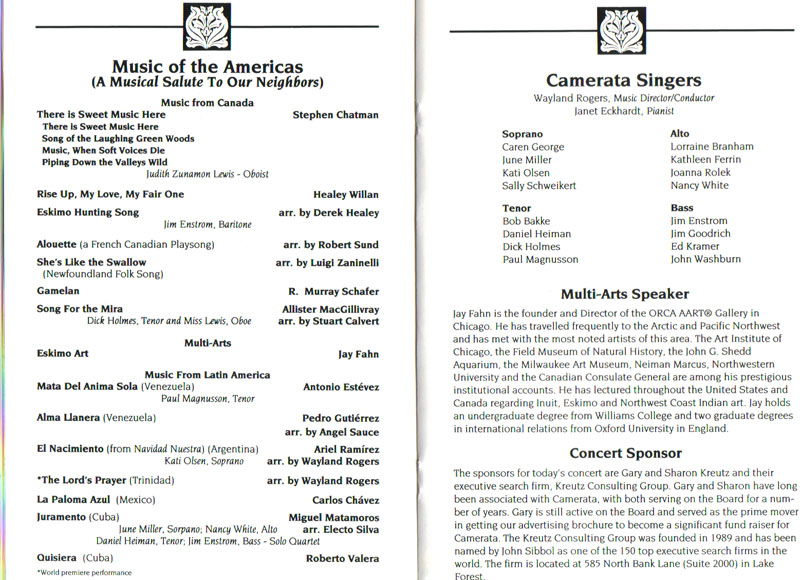 Music of the Americas
(A Musical Salute To Our Neighbors)
Music from Canada
There is Sweet Music Here Stephen Chatman
There is Sweet Music Here
Song of the Laughing Green Woods
Music, When Soft Voices Die
Piping Down the Valleys Wild
Judith Zunamon Lewis - Oboist
Rise Up, My Love, My Fair One Healey Willan
Eskimo Hunting Song arr. by Derek Healey
Jim Enstrom, Baritone
Alouette (a French Canadian Playsong) arr. by Robert Sund
She's Like the Swallow arr. by Luigi Zaninelli
(Newfoundland Folk Song)
Gamelan R. Murray Schafer
Song For the Mira Allister MacGillivray
Dick Holmes, Tenor and Miss Lewis, Oboe arr. by Stuart Calvert
Multi-Arts
Eskimo Art Jay Fahn
Music From Latin America
Mata Del Anima Sola (Venezuela) Antonio Estévez
Paul Magnusson, Tenor
Alma Llanera (Venezuela) Pedro Gutiérrez
arr. by Angel Sauce
El Nacimiento (from Navidad Nuestra) (Argentina) Ariel Ramírez
Kati Olsen, Soprano arr. by Wayland Rogers
*The Lord's Prayer (Trinidad) arr. by Wayland Rogers
La Paloma Azul (Mexico) Carlos Chávez
Juramento (Cuba) Miguel Matamoros
June Miller, Sorpano; Nancy White, Alto arr. Electo Silva
Daniel Heiman, Tenor; Jim Enstrom, Bass - Solo Quartet
Quisiera (Cuba) Roberto Valera
*World premiere performance
Camerata Singers
Wayland Rogers, Music Director/Conductor
Janet Eckhardt, Pianist
Soprano
Caren George
June Miller
Kati Olsen
Sally Schweikert
Alto
Lorraine Branham
Kathleen Ferrin
Joanna Rolek
Nancy White
Tenor
Bob Bakke
Daniel Heiman
Dick Holmes
Paul Magnusson
Bass
Jim Enstrom
Jim Goodrich
Ed Kramer
John Washburn
Multi-Arts Speaker
Jay Fahn is the founder and Director of the ORCA AART® Gallery in
Chicago. He has travelled frequently to the Arctic and Pacific Northwest
and has met with the most noted artists of this area. The Art Institute of
Chicago, the Field Museum of Natural History, the John G. Shedd
Aquarium, the Milwaukee Art Museum, Neiman Marcus, Northwestern
University and the Canadian Consulate General are among his prestigious
institutional accounts. He has lectured throughout the United States and
Canada regarding Inuit, Eskimo and Northwest Coast Indian art. Jay holds
an undergraduate degree from Williams College and two graduate degrees
in international relations from Oxford University in England.
Concert Sponsor
The sponsors for today's concert are Gary and Sharon Kreutz and their
executive search firm, Kreutz Consulting Group. Gary and Sharon have long
been associated with Camerata, with both serving on the Board for a num-
ber of years. Gary is still active on the Board and served as the prime mover
in getting our advertising brochure to become a significant fund raiser for
Camerata. The Kreutz Consulting Group was founded in 1989 and has been
named by John Sibbol as one of the 150 top executive search firms in the
world. The firm is located at 585 North Bank Lane (Suite 2000) in Lake
Forest.